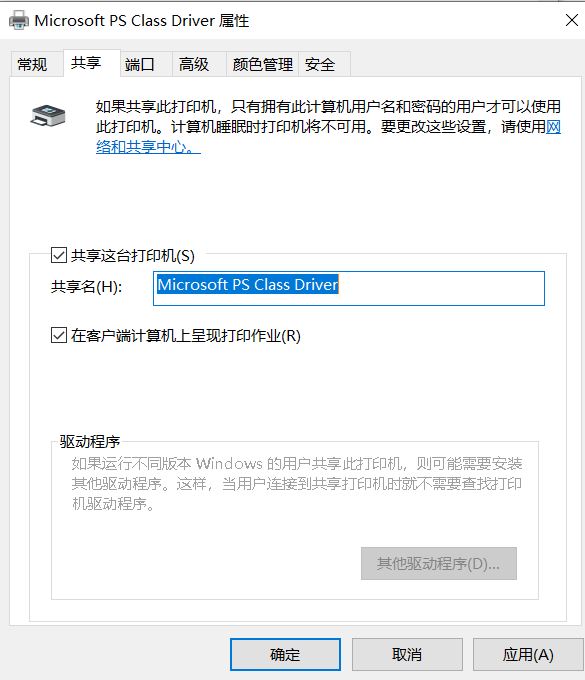 Microsoft PS Class Driver 属性
常规 共享 端口 高级 颜色管理 安全
如果共享此打印机，只有拥有此计算机用户名和密码的用户才可以使用
此打印机。计算机睡眠时打印机将不可用。要更改这些设置，请使用网
络和共享中心。
共享这台打印机(S)
共享名(H): Microsoft PS Class Driver
在客户端计算机上呈现打印作业(R)
驱动程序
如果运行不同版本 Windows 的用户共享此打印机，则可能需要安装
其他驱动程序。这样，当用户连接到共享打印机时就不需要查找打印
机驱动程序。
其他驱动程序(D)...
确定 取消 应用(A)